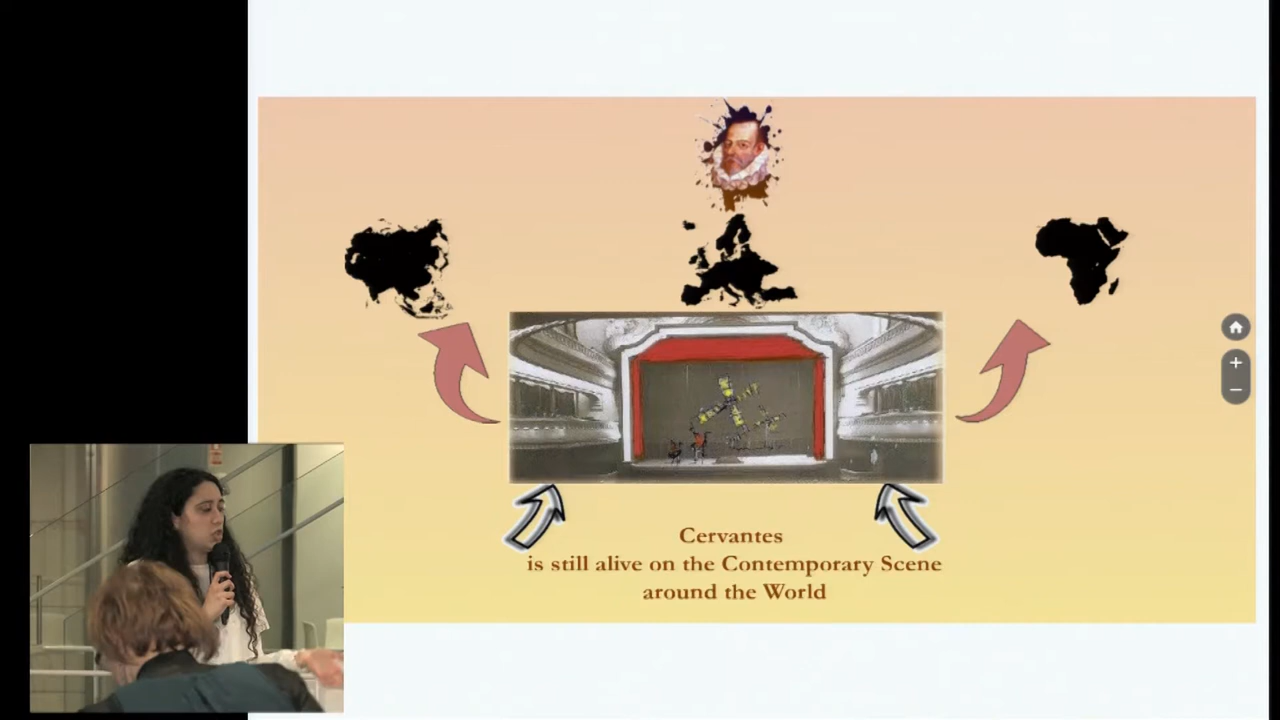 Cervantes
is still alive on the Contemporary Scene
around the World